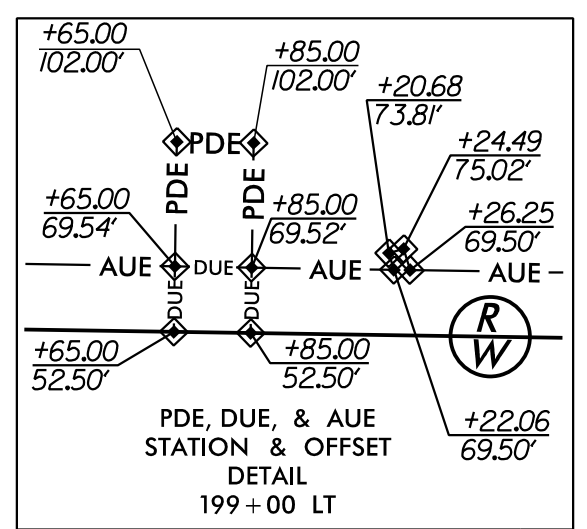 +65.00
102.00'
+85.00
102.00'
+20.68
73.81'
PDE
+24.49
75.02'
PDE
PDE
+65.00
69.54'
+85.00
69.52'
+26.25
69.50'
AUE
DUE
AUE
AUE
DUE
DUE
R
W
+65.00
52.50'
+85.00
52.50'
+22.06
69.50'
PDE, DUE, & AUE
STATION & OFFSET
DETAIL
199+00 LT